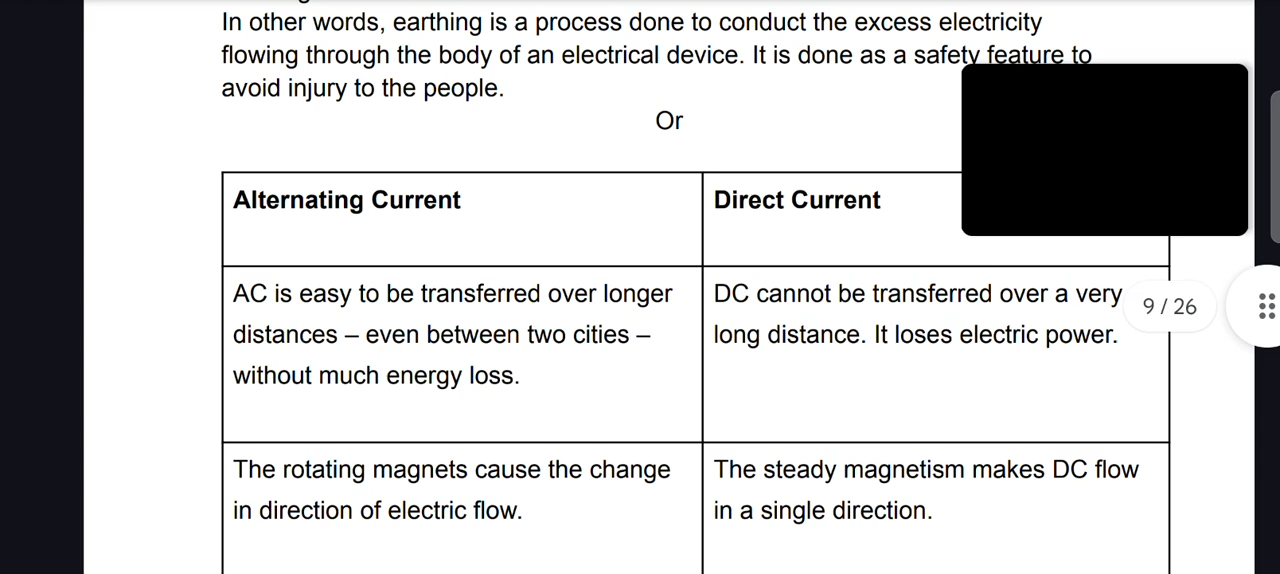 In other words, earthing is a process done to conduct the excess electricity
flowing through the body of an electrical device. It is done as a safety feature to
avoid injury to the people.
Or
Alternating Current
Direct Current
AC is easy to be transferred over longer
distances – even between two cities –
without much energy loss.
DC cannot be transferred over a very
long distance. It loses electric power.
9 / 26
The rotating magnets cause the change
in direction of electric flow.
The steady magnetism makes DC flow
in a single direction.